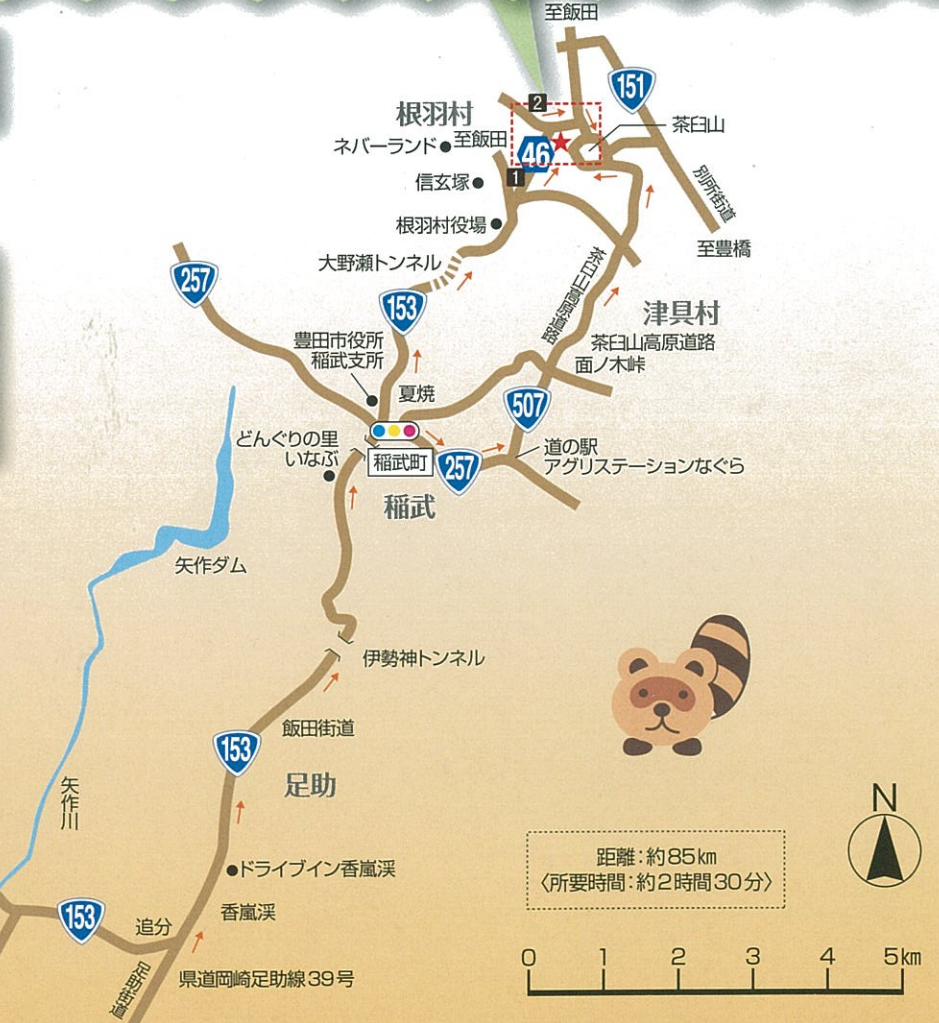 至飯田
151
2
根羽村
茶臼山
ネバーランド
至飯田
46
信玄塚
1
別所街道
根羽村役場
至豊橋
大野瀬トンネル
257
茶臼山高原道路
153
津具村
豊田市役所
稲武支所
茶臼山高原道路
面ノ木峠
夏焼
507
どんぐりの里
いなぶ
稲武町
257
道の駅
アグリステーションなぐら
稲武
矢作ダム
伊勢神トンネル
飯田街道
153
足助
矢作川
N
距離:約85km
〈所要時間:約2時間30分〉
ドライブイン香嵐渓
153
追分
香嵐渓
0 1 2 3 4 5km
足助街道
県道岡崎足助線39号